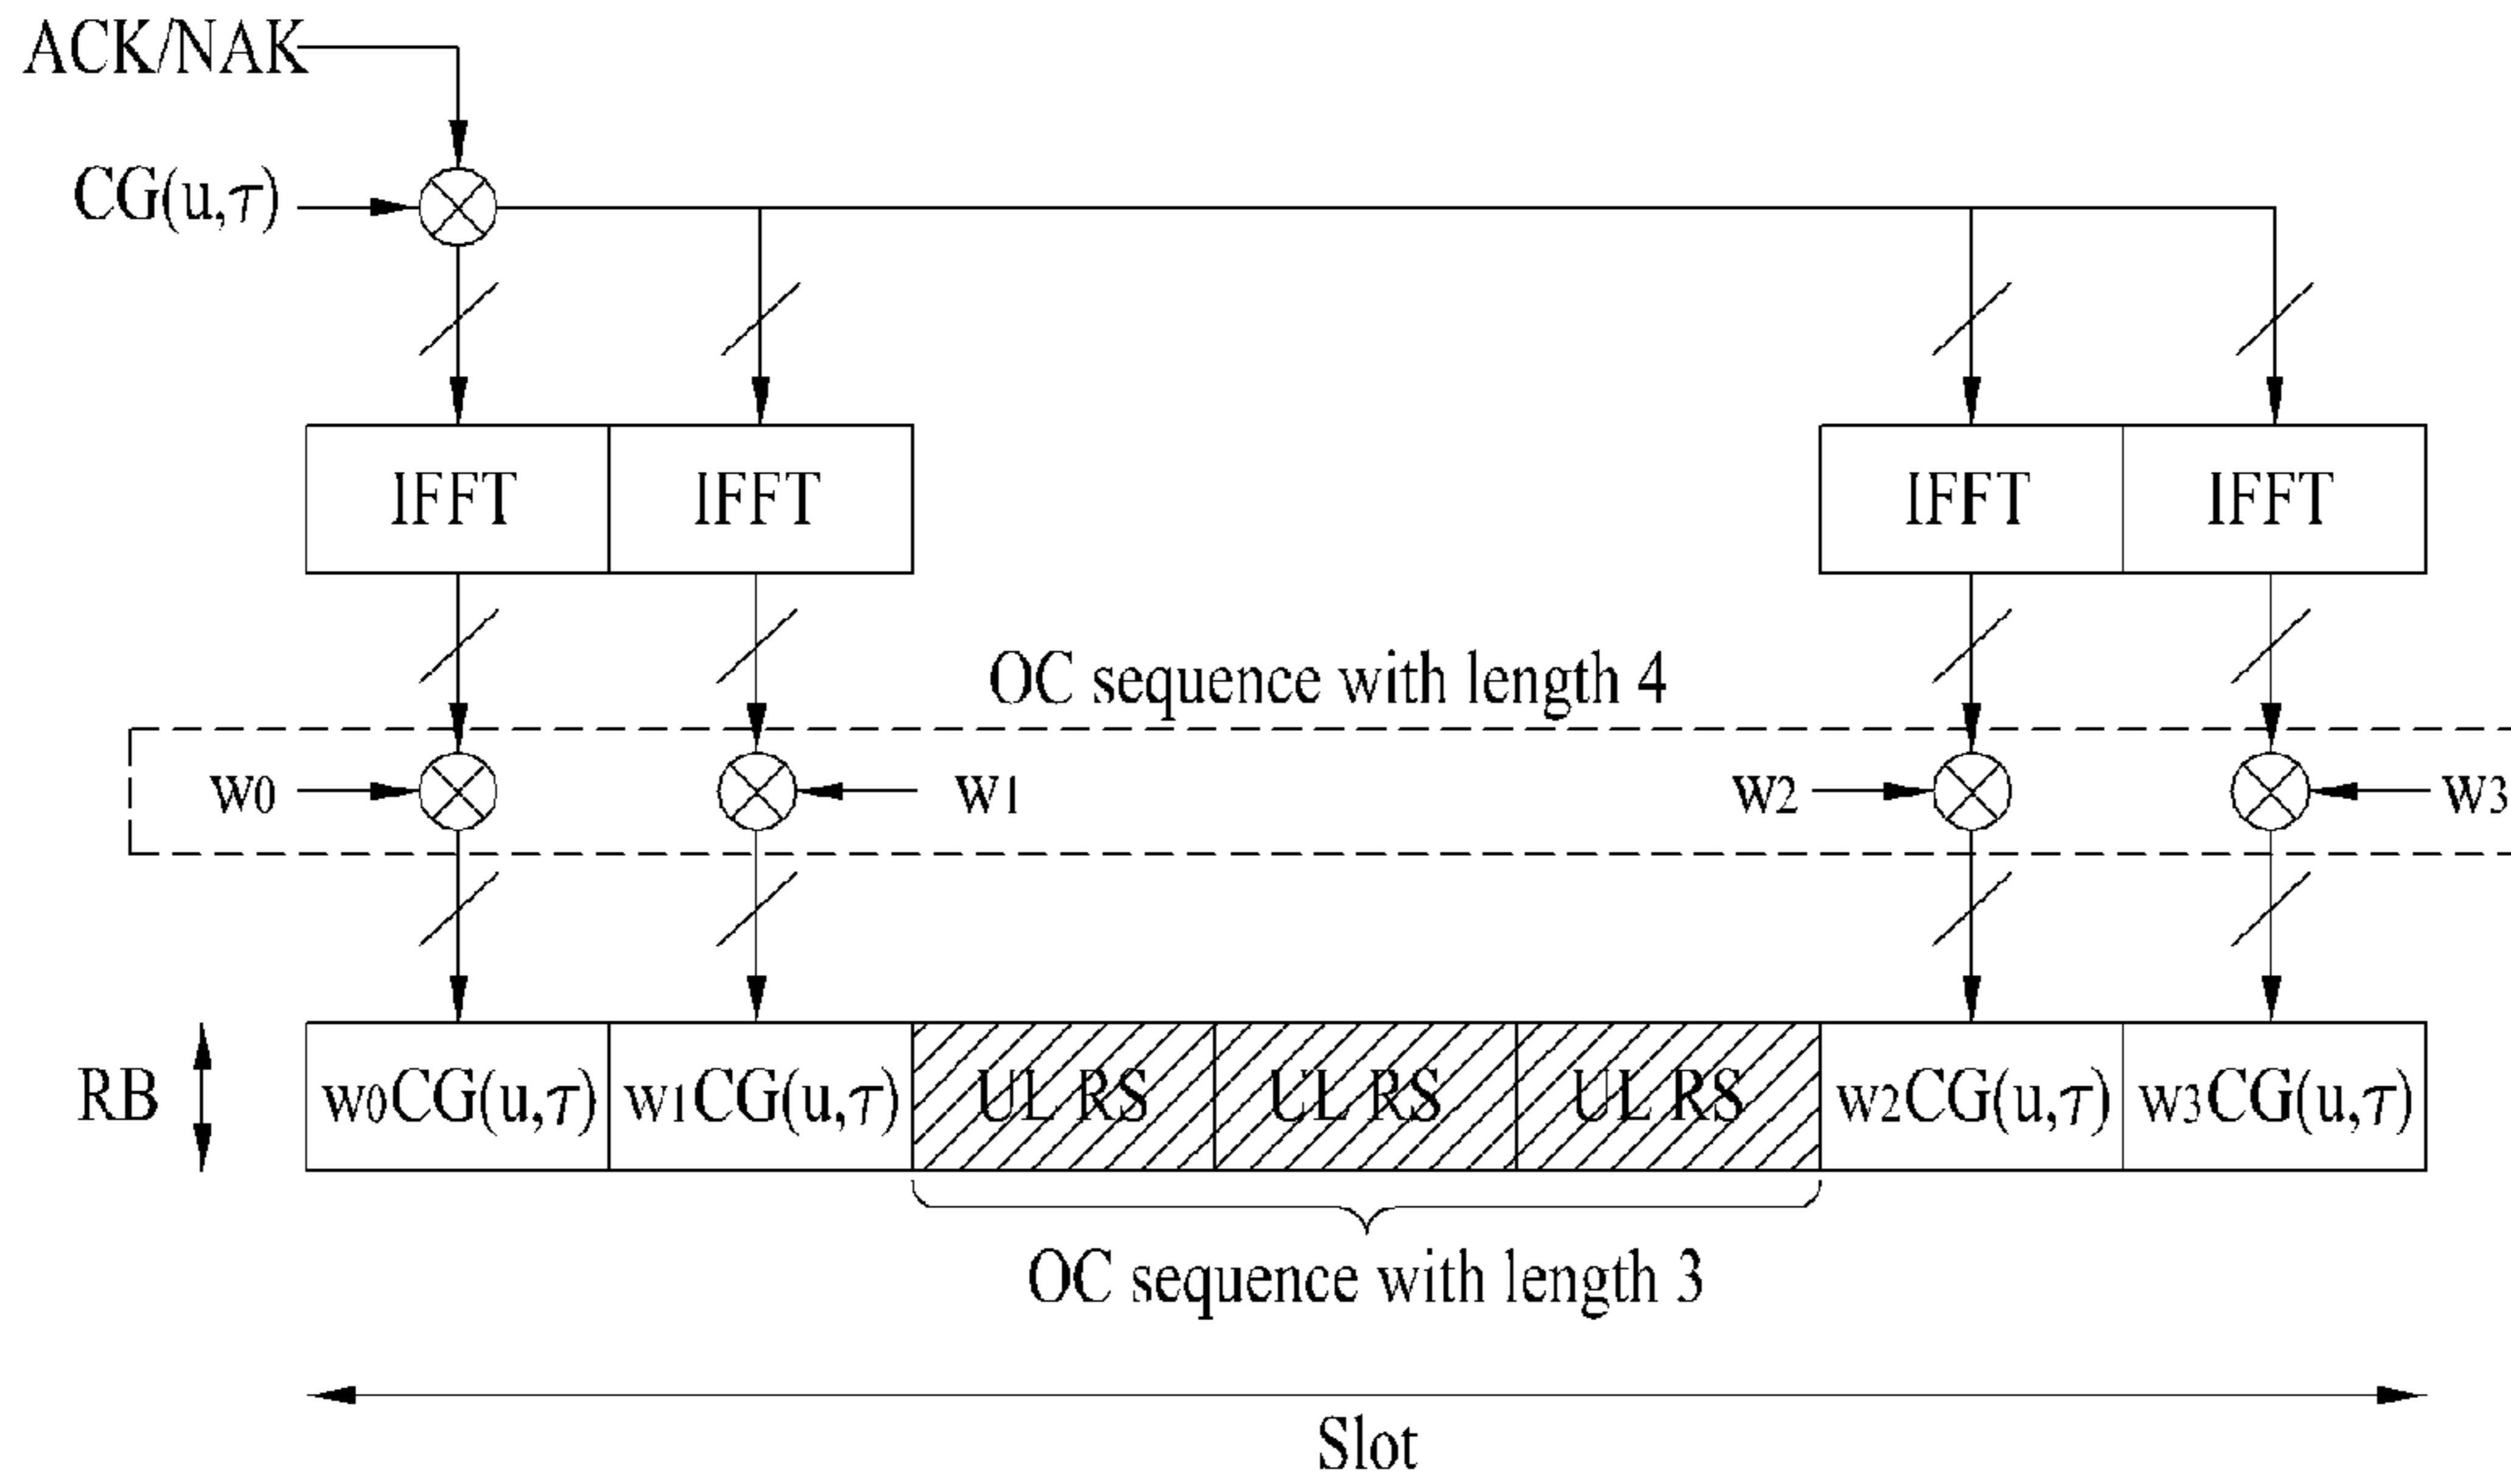 ACK/NAK
CG(u,τ)
IFFT IFFT IFFT IFFT
OC sequence with length 4
w0 w1 w2 w3
RB w0CG(u,τ) w1CG(u,τ) UL RS UL RS UL RS w2CG(u,τ) w3CG(u,τ)
OC sequence with length 3
Slot